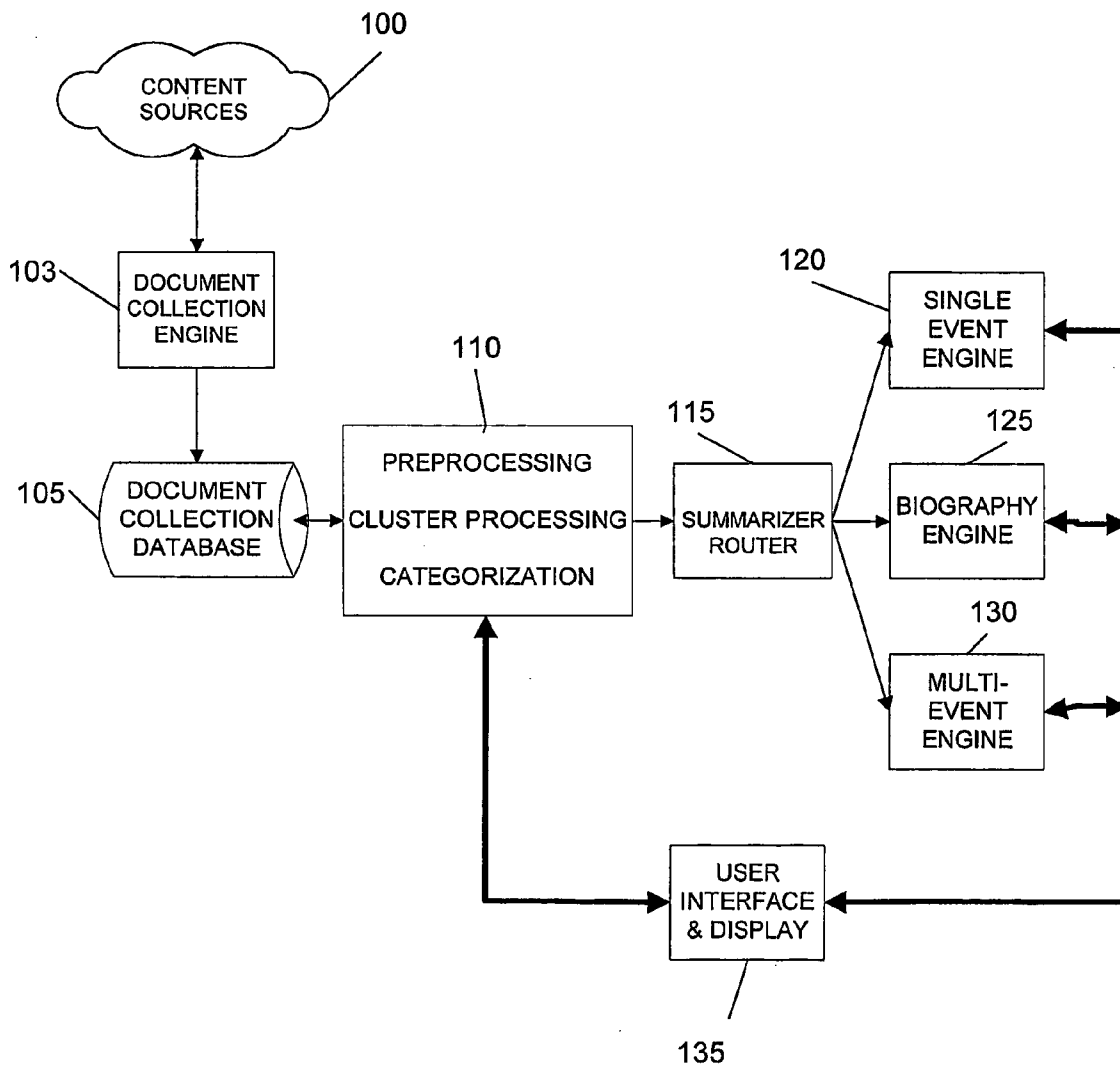 100
CONTENT
SOURCES
103
DOCUMENT
COLLECTION
ENGINE
105
DOCUMENT
COLLECTION
DATABASE
110
PREPROCESSING
CLUSTER PROCESSING
CATEGORIZATION
115
SUMMARIZER
ROUTER
120
SINGLE
EVENT
ENGINE
125
BIOGRAPHY
ENGINE
130
MULTI-
EVENT
ENGINE
USER
INTERFACE
& DISPLAY
135